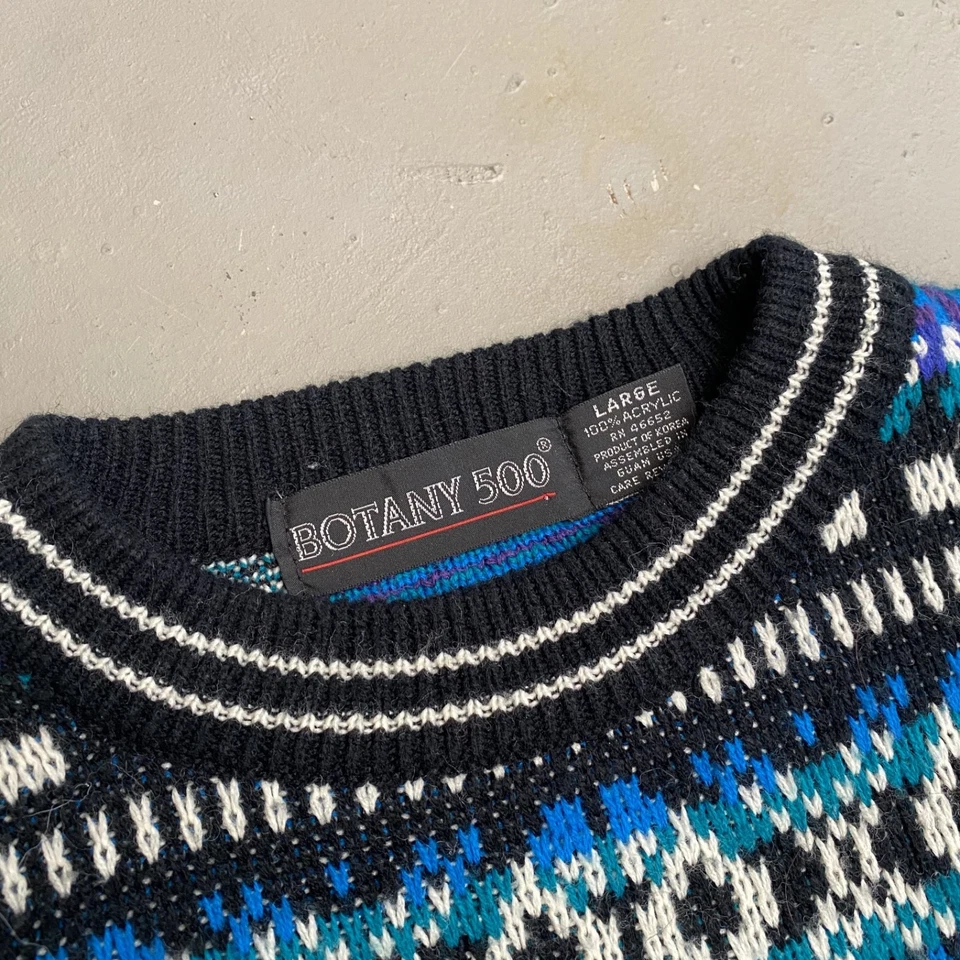 BOTANY 500®
LARGE
100% ACRYLIC
RN 46652
PRODUCT OF KOREA
ASSEMBLED IN
GUAM USA
CARE